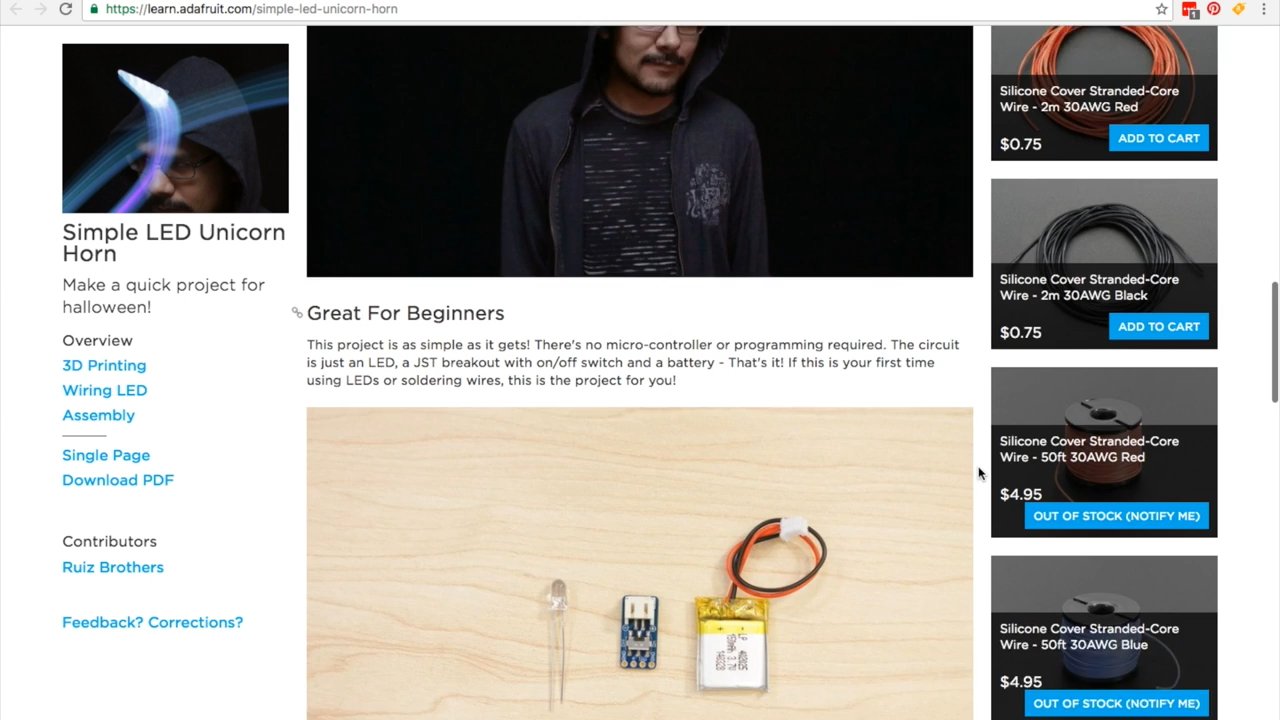 https://learn.adafruit.com/simple-led-unicorn-horn
1
Simple LED Unicorn
Horn
Make a quick project for
halloween!
Overview
3D Printing
Wiring LED
Assembly
Single Page
Download PDF
Contributors
Ruiz Brothers
Feedback? Corrections?
Great For Beginners
This project is as simple as it gets! There's no micro-controller or programming required. The circuit
is just an LED, a JST breakout with on/off switch and a battery - That's it! If this is your first time
using LEDs or soldering wires, this is the project for you!
Silicone Cover Stranded-Core
Wire - 2m 30AWG Red
$0.75
ADD TO CART
Silicone Cover Stranded-Core
Wire - 2m 30AWG Black
$0.75
ADD TO CART
Silicone Cover Stranded-Core
Wire - 50ft 30AWG Red
$4.95
OUT OF STOCK (NOTIFY ME)
Silicone Cover Stranded-Core
Wire - 50ft 30AWG Blue
$4.95
OUT OF STOCK (NOTIFY ME)